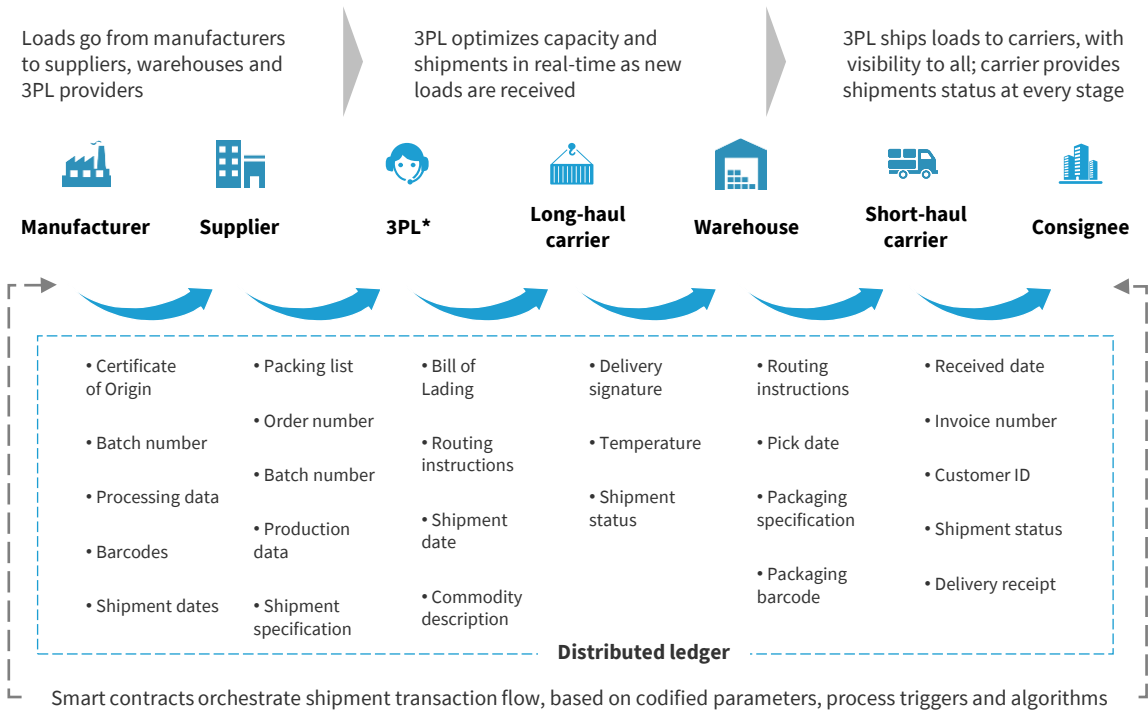 Loads go from manufacturers
to suppliers, warehouses and
3PL providers
3PL optimizes capacity and
shipments in real-time as new
loads are received
3PL ships loads to carriers, with
visibility to all; carrier provides
shipments status at every stage
Manufacturer
Supplier
3PL*
Long-haul
carrier
Warehouse
Short-haul
carrier
Consignee
• Certificate
of Origin
• Batch number
• Processing data
• Barcodes
• Shipment dates
• Packing list
• Order number
• Batch number
• Production
data
• Shipment
specification
• Bill of
Lading
• Routing
instructions
• Shipment
date
• Commodity
description
• Delivery
signature
• Temperature
• Shipment
status
• Routing
instructions
• Pick date
• Packaging
specification
• Packaging
barcode
• Received date
• Invoice number
• Customer ID
• Shipment status
• Delivery receipt
Distributed ledger
Smart contracts orchestrate shipment transaction flow, based on codified parameters, process triggers and algorithms